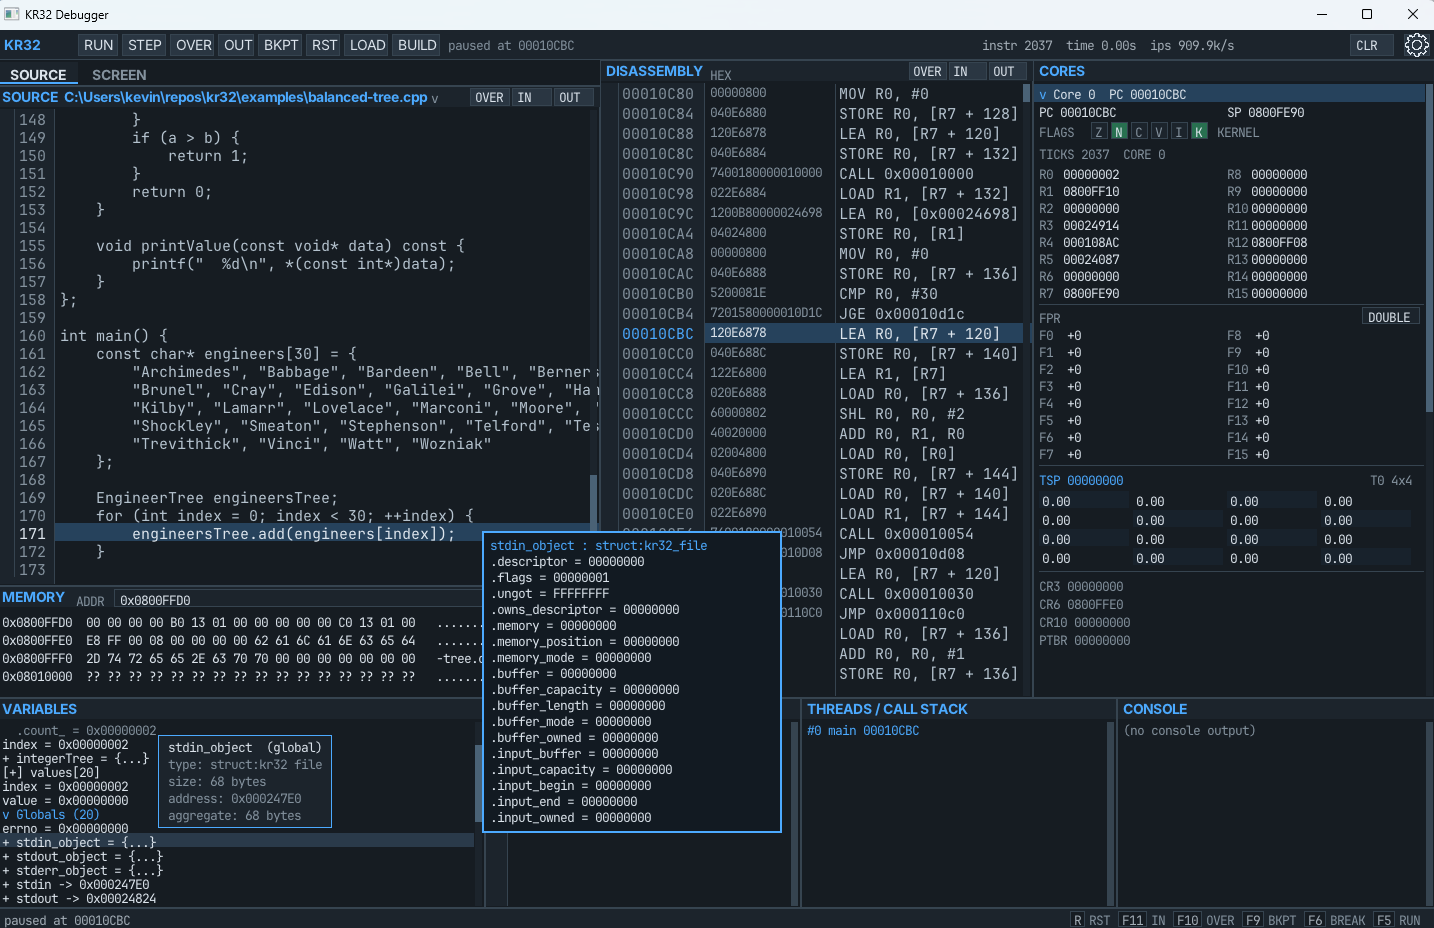 KR32 Debugger
KR32 RUN STEP OVER OUT BKPT RST LOAD BUILD paused at 00010CBC instr 2037 time 0.00s ips 909.9k/s CLR
SOURCE SCREEN
SOURCE C:\Users\kevin\repos\kr32\examples\balanced-tree.cpp v OVER IN OUT
148 }
149 if (a > b) {
150 return 1;
151 }
152 return 0;
153 }
154
155 void printValue(const void* data) const {
156 printf("  %d\n", *(const int*)data);
157 }
158 };
159
160 int main() {
161 const char* engineers[30] = {
162 "Archimedes", "Babbage", "Bardeen", "Bell", "Berners
163 "Brunel", "Cray", "Edison", "Galilei", "Grove", "Ha
164 "Kilby", "Lamarr", "Lovelace", "Marconi", "Moore", "
165 "Shockley", "Smeaton", "Stephenson", "Telford", "Tes
166 "Trevithick", "Vinci", "Watt", "Wozniak"
167 };
168
169 EngineerTree engineersTree;
170 for (int index = 0; index < 30; ++index) {
171 engineersTree.add(engineers[index]);
172 }
173
DISASSEMBLY HEX OVER IN OUT
00010C80 00000800 MOV R0, #0
00010C84 040E6880 STORE R0, [R7 + 128]
00010C88 120E6878 LEA R0, [R7 + 120]
00010C8C 040E6884 STORE R0, [R7 + 132]
00010C90 7400180000010000 CALL 0x00010000
00010C98 022E6884 LOAD R1, [R7 + 132]
00010C9C 1200B80000024698 LEA R0, [0x00024698]
00010CA4 04024800 STORE R0, [R1]
00010CA8 00000800 MOV R0, #0
00010CAC 040E6888 STORE R0, [R7 + 136]
00010CB0 5200081E CMP R0, #30
00010CB4 7201580000010D1C JGE 0x00010d1c
00010CBC 120E6878 LEA R0, [R7 + 120]
00010CC0 040E688C STORE R0, [R7 + 140]
00010CC4 122E6800 LEA R1, [R7]
00010CC8 020E6888 LOAD R0, [R7 + 136]
00010CCC 60000802 SHL R0, R0, #2
00010CD0 40020000 ADD R0, R1, R0
00010CD4 02004800 LOAD R0, [R0]
00010CD8 040E6890 STORE R0, [R7 + 144]
00010CDC 020E688C LOAD R0, [R7 + 140]
00010CE0 022E6890 LOAD R1, [R7 + 144]
00010CE4 7400180000010054 CALL 0x00010054
010D08 JMP 0x00010d08
LEA R0, [R7 + 120]
010030 CALL 0x00010030
0110C0 JMP 0x000110c0
LOAD R0, [R7 + 136]
ADD R0, R0, #1
STORE R0, [R7 + 136]
CORES
v Core 0 PC 00010CBC
PC 00010CBC SP 0800FE90
FLAGS Z N C V I K KERNEL
TICKS 2037 CORE 0
R0 00000002 R8 00000000
R1 0800FF10 R9 00000000
R2 00000000 R10 00000000
R3 00024914 R11 00000000
R4 000108AC R12 0800FF08
R5 00024087 R13 00000000
R6 00000000 R14 00000000
R7 0800FE90 R15 00000000
FPR DOUBLE
F0 +0 F8 +0
F1 +0 F9 +0
F2 +0 F10 +0
F3 +0 F11 +0
F4 +0 F12 +0
F5 +0 F13 +0
F6 +0 F14 +0
F7 +0 F15 +0
TSP 00000000 T0 4x4
0.00 0.00 0.00 0.00
0.00 0.00 0.00 0.00
0.00 0.00 0.00 0.00
0.00 0.00 0.00 0.00
CR3 00000000
CR6 0800FFE0
CR10 00000000
PTBR 00000000
MEMORY ADDR 0x0800FFD0
0x0800FFD0 00 00 00 00 B0 13 01 00 00 00 00 00 C0 13 01 00 .......
0x0800FFE0 E8 FF 00 08 00 00 00 00 62 61 6C 61 6E 63 65 64 .......
0x0800FFF0 2D 74 72 65 65 2E 63 70 70 00 00 00 00 00 00 00 -tree.c
0x08010000 ?? ?? ?? ?? ?? ?? ?? ?? ?? ?? ?? ?? ?? ?? ?? ?? .......
stdin_object : struct:kr32_file
.descriptor = 00000000
.flags = 00000001
.ungot = FFFFFFFF
.owns_descriptor = 00000000
.memory = 00000000
.memory_position = 00000000
.memory_mode = 00000000
.buffer = 00000000
.buffer_capacity = 00000000
.buffer_length = 00000000
.buffer_mode = 00000000
.buffer_owned = 00000000
.input_buffer = 00000000
.input_capacity = 00000000
.input_begin = 00000000
.input_end = 00000000
.input_owned = 00000000
VARIABLES
.count_ = 0x00000002
index = 0x00000002
+ integerTree = {...}
[+] values[20]
index = 0x00000002
value = 0x00000000
v Globals (20)
errno = 0x00000000
+ stdin_object = {...}
+ stdout_object = {...}
+ stderr_object = {...}
+ stdin -> 0x000247E0
+ stdout -> 0x00024824
stdin_object (global)
type: struct:kr32 file
size: 68 bytes
address: 0x000247E0
aggregate: 68 bytes
THREADS / CALL STACK
#0 main 00010CBC
CONSOLE
(no console output)
paused at 00010CBC R RST F11 IN F10 OVER F9 BKPT F6 BREAK F5 RUN